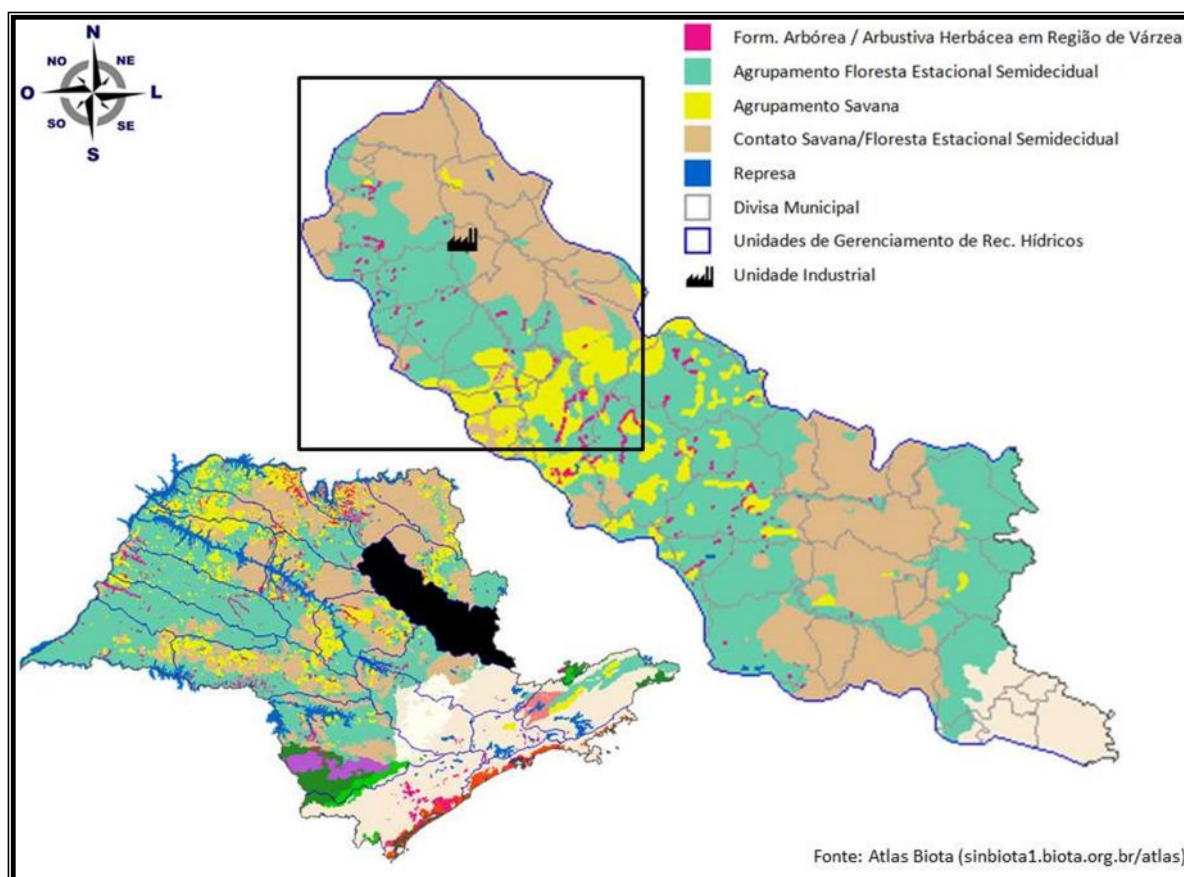 N
NO NE
O L
SO SE
S
Form. Arbórea / Arbustiva Herbácea em Região de Várzea
Agrupamento Floresta Estacional Semidecidual
Agrupamento Savana
Contato Savana/Floresta Estacional Semidecidual
Represa
Divisa Municipal
Unidades de Gerenciamento de Rec. Hídricos
Unidade Industrial
Fonte: Atlas Biota (sinbiota1.biota.org.br/atlas)